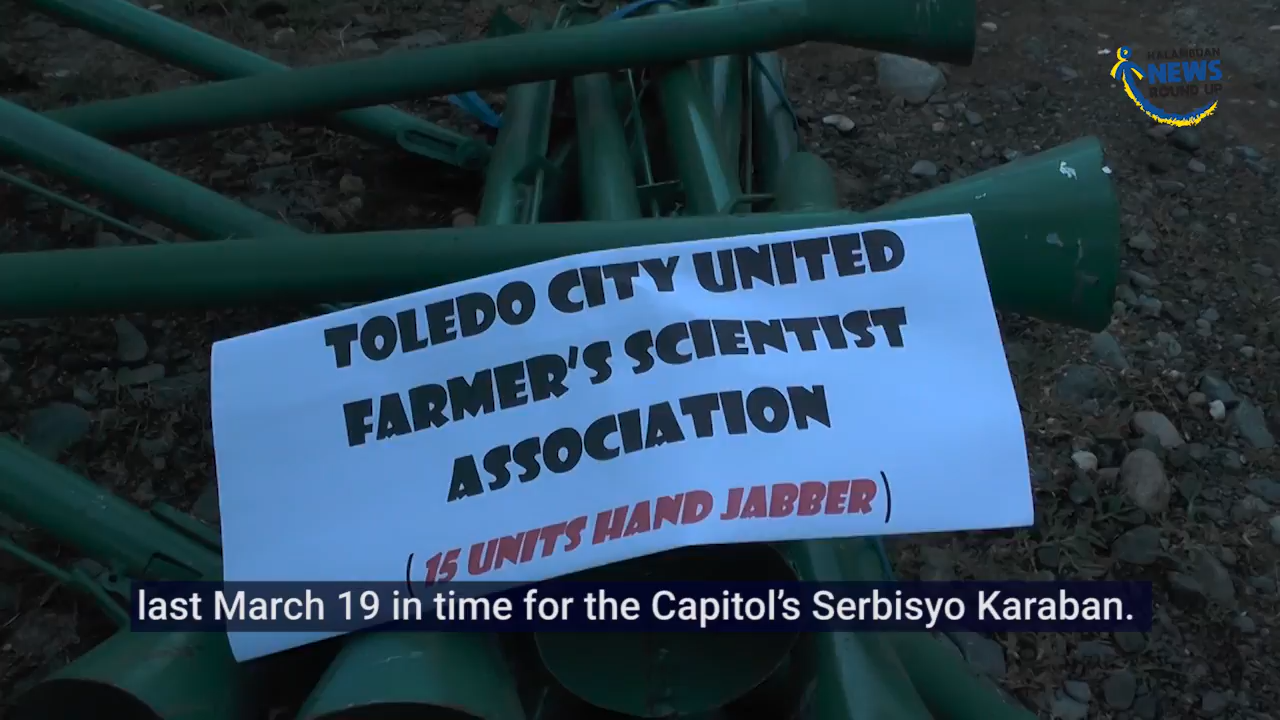 HALAMBOAN
NEWS
ROUND UP
TOLEDO CITY UNITED
FARMER'S SCIENTIST
ASSOCIATION
(15 UNITS HAND JABBER)
last March 19 in time for the Capitol’s Serbisyo Karaban.